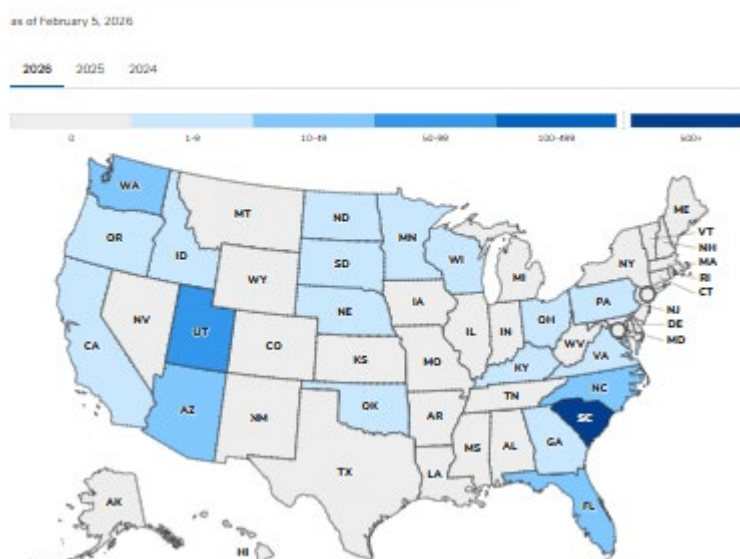 as of February 5, 2026
2026 2025 2024
0 1-9 10-49 50-99 100-499 500+
WA
MT
ND
MN
ME
VT
NH
MA
RI
CT
OR
ID
SD
WI
MI
NY
WY
IA
PA
NJ
DE
MD
NV
UT
NE
IL
IN
OH
WV
VA
CA
CO
KS
MO
KY
NC
AZ
NM
OK
AR
TN
SC
MS
AL
GA
TX
LA
FL
AK
HI